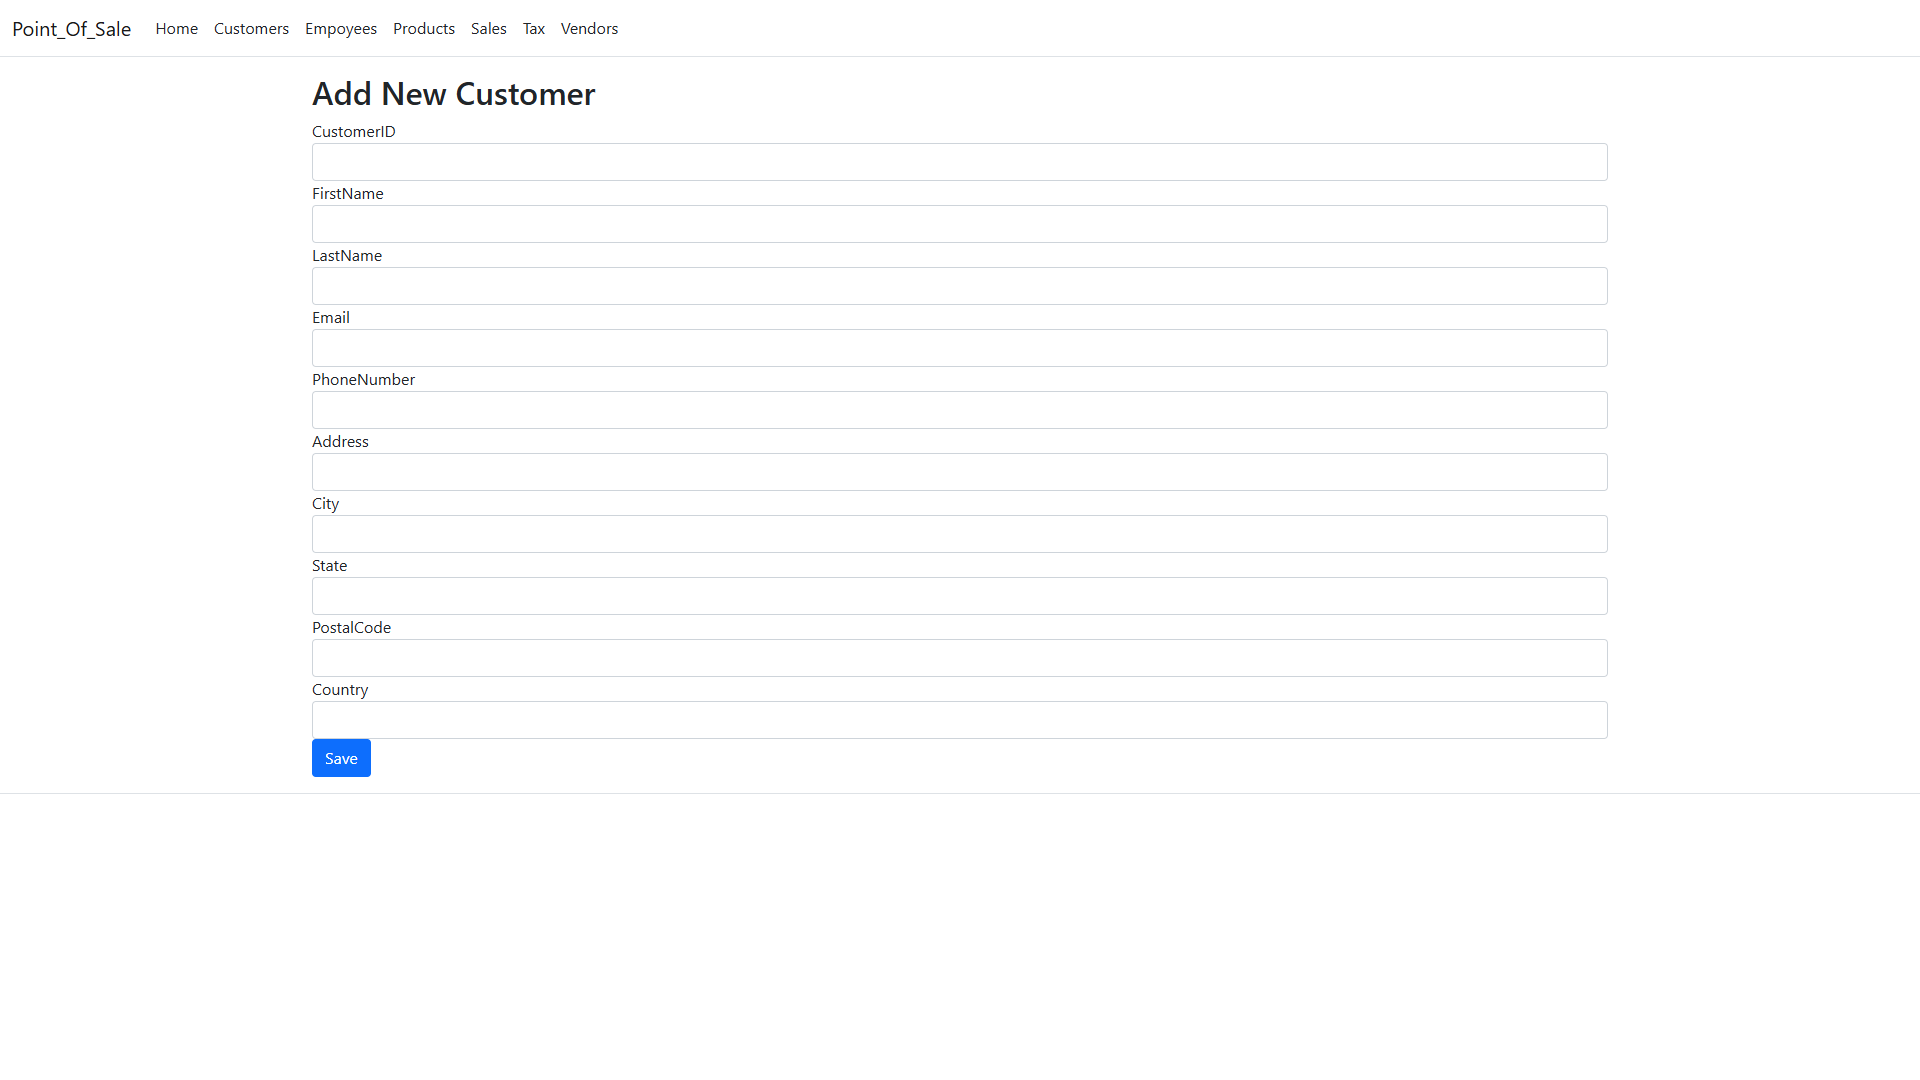 Point_Of_Sale Home Customers Empoyees Products Sales Tax Vendors
Add New Customer
CustomerID
FirstName
LastName
Email
PhoneNumber
Address
City
State
PostalCode
Country
Save